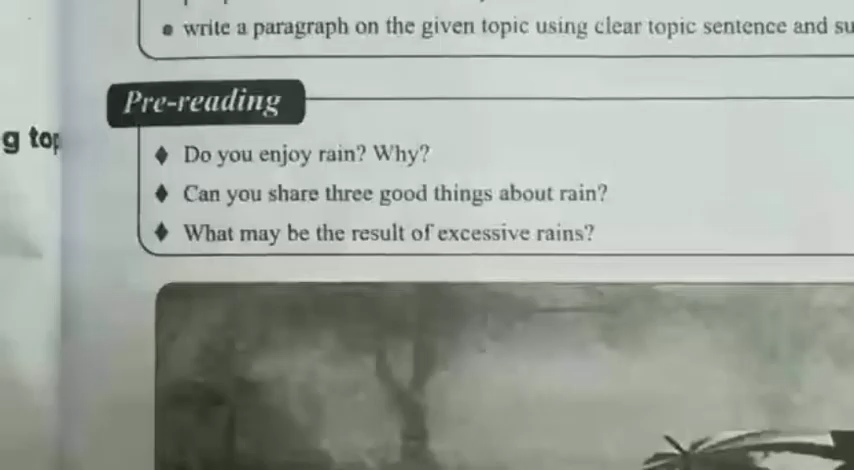 • write a paragraph on the given topic using clear topic sentence and su
Pre-reading
g top
♦ Do you enjoy rain? Why?
♦ Can you share three good things about rain?
♦ What may be the result of excessive rains?